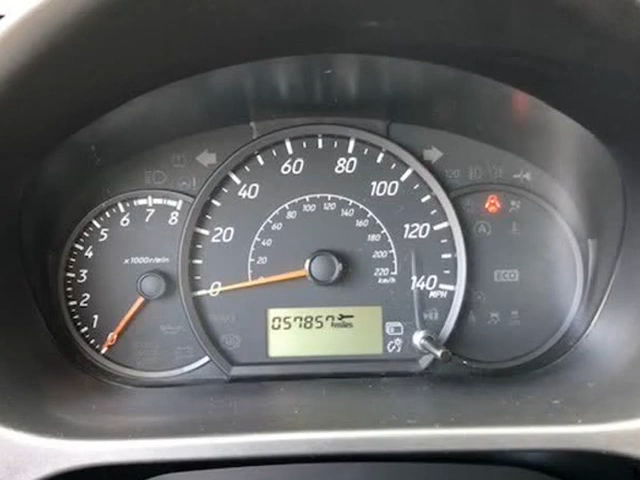 0 20 40 60 80 100 120 140
MPH
20 40 60 80 100 120 140 160 180 200 220
km/h
1 2 3 4 5 6 7 8
x1000r/min
057857 miles
120
A
ECO